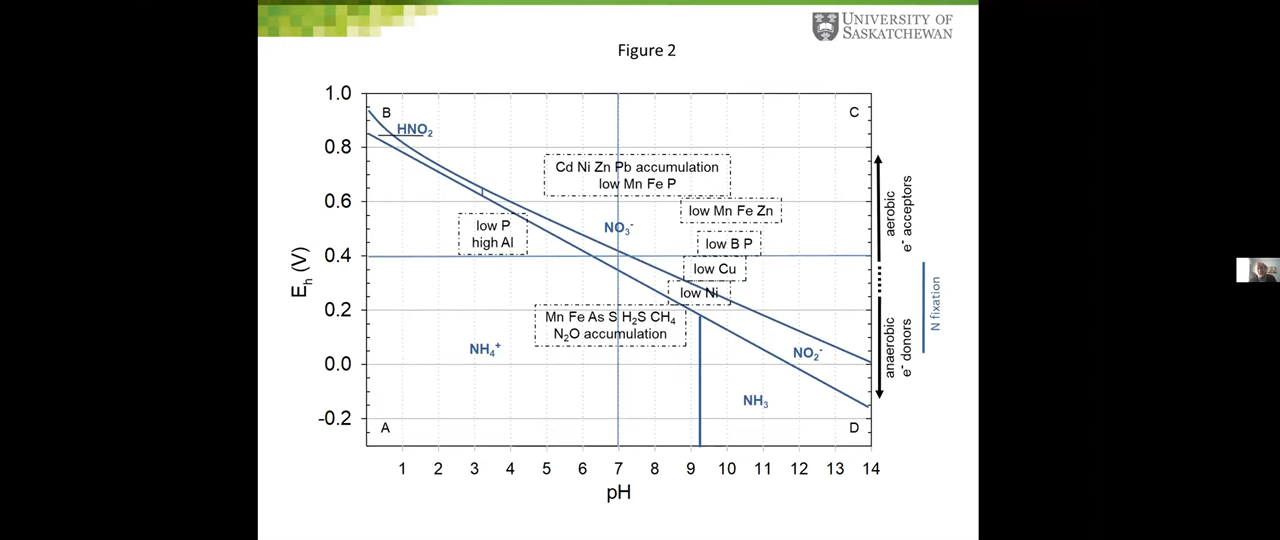 UNIVERSITY OF
SASKATCHEWAN
Figure 2
1.0
0.8
0.6
0.4
0.2
0.0
-0.2
Eh (V)
B
C
HNO2
Cd Ni Zn Pb accumulation
low Mn Fe P
low Mn Fe Zn
low P
high Al
NO3-
low B P
low Cu
low Ni
Mn Fe As S H2S CH4
N2O accumulation
NH4+
NO2-
NH3
A
D
aerobic
e- acceptors
anaerobic
e- donors
N fixation
1 2 3 4 5 6 7 8 9 10 11 12 13 14
pH